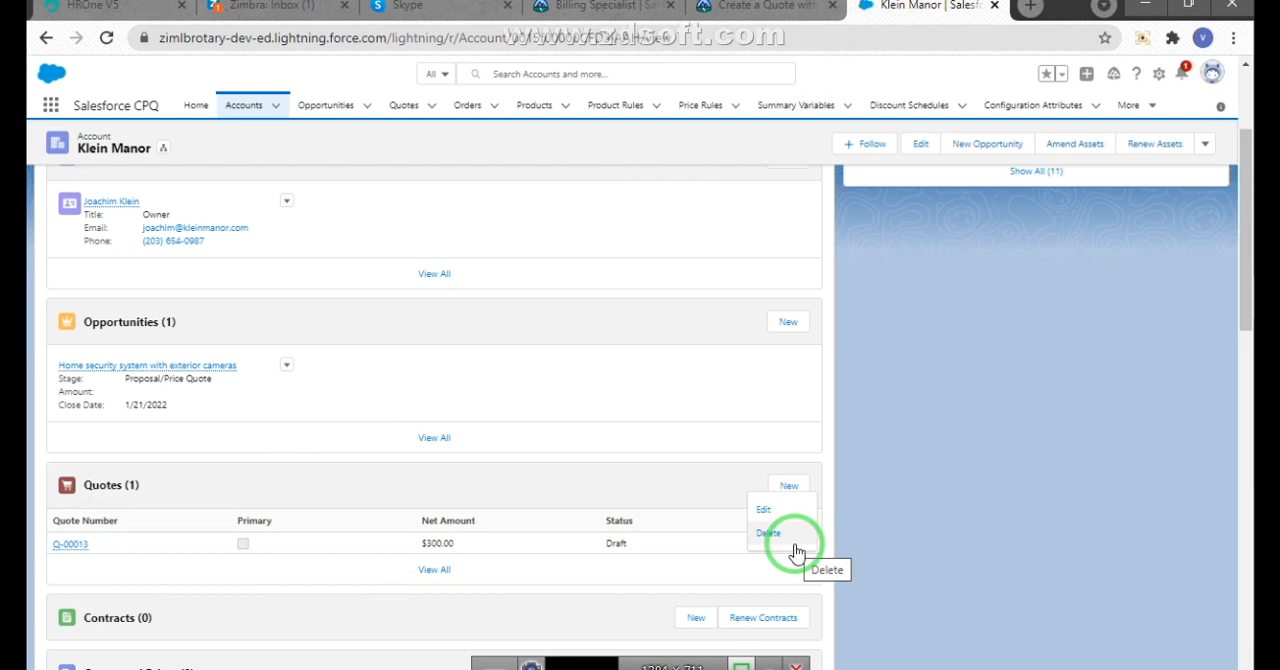 HROne V5
Zimbra: Inbox (1)
Skype
Billing Specialist | Sa
Create a Quote with
Klein Manor | Salesf
zimlbrotary-dev-ed.lightning.force.com/lightning/r/Account/
All
Search Accounts and more...
1
Salesforce CPQ
Home
Accounts
Opportunities
Quotes
Orders
Products
Product Rules
Price Rules
Summary Variables
Discount Schedules
Configuration Attributes
More
Account
Klein Manor
Follow
Edit
New Opportunity
Amend Assets
Renew Assets
Show All (11)
Joachim Klein
Title: Owner
Email: joachim@kleinmanor.com
Phone: (203) 654-0987
View All
Opportunities (1)
New
Home security system with exterior cameras
Stage: Proposal/Price Quote
Amount:
Close Date: 1/21/2022
View All
Quotes (1)
New
Edit
Quote Number Primary Net Amount Status
Delete
Q-00013 $300.00 Draft
Delete
View All
Contracts (0)
New
Renew Contracts